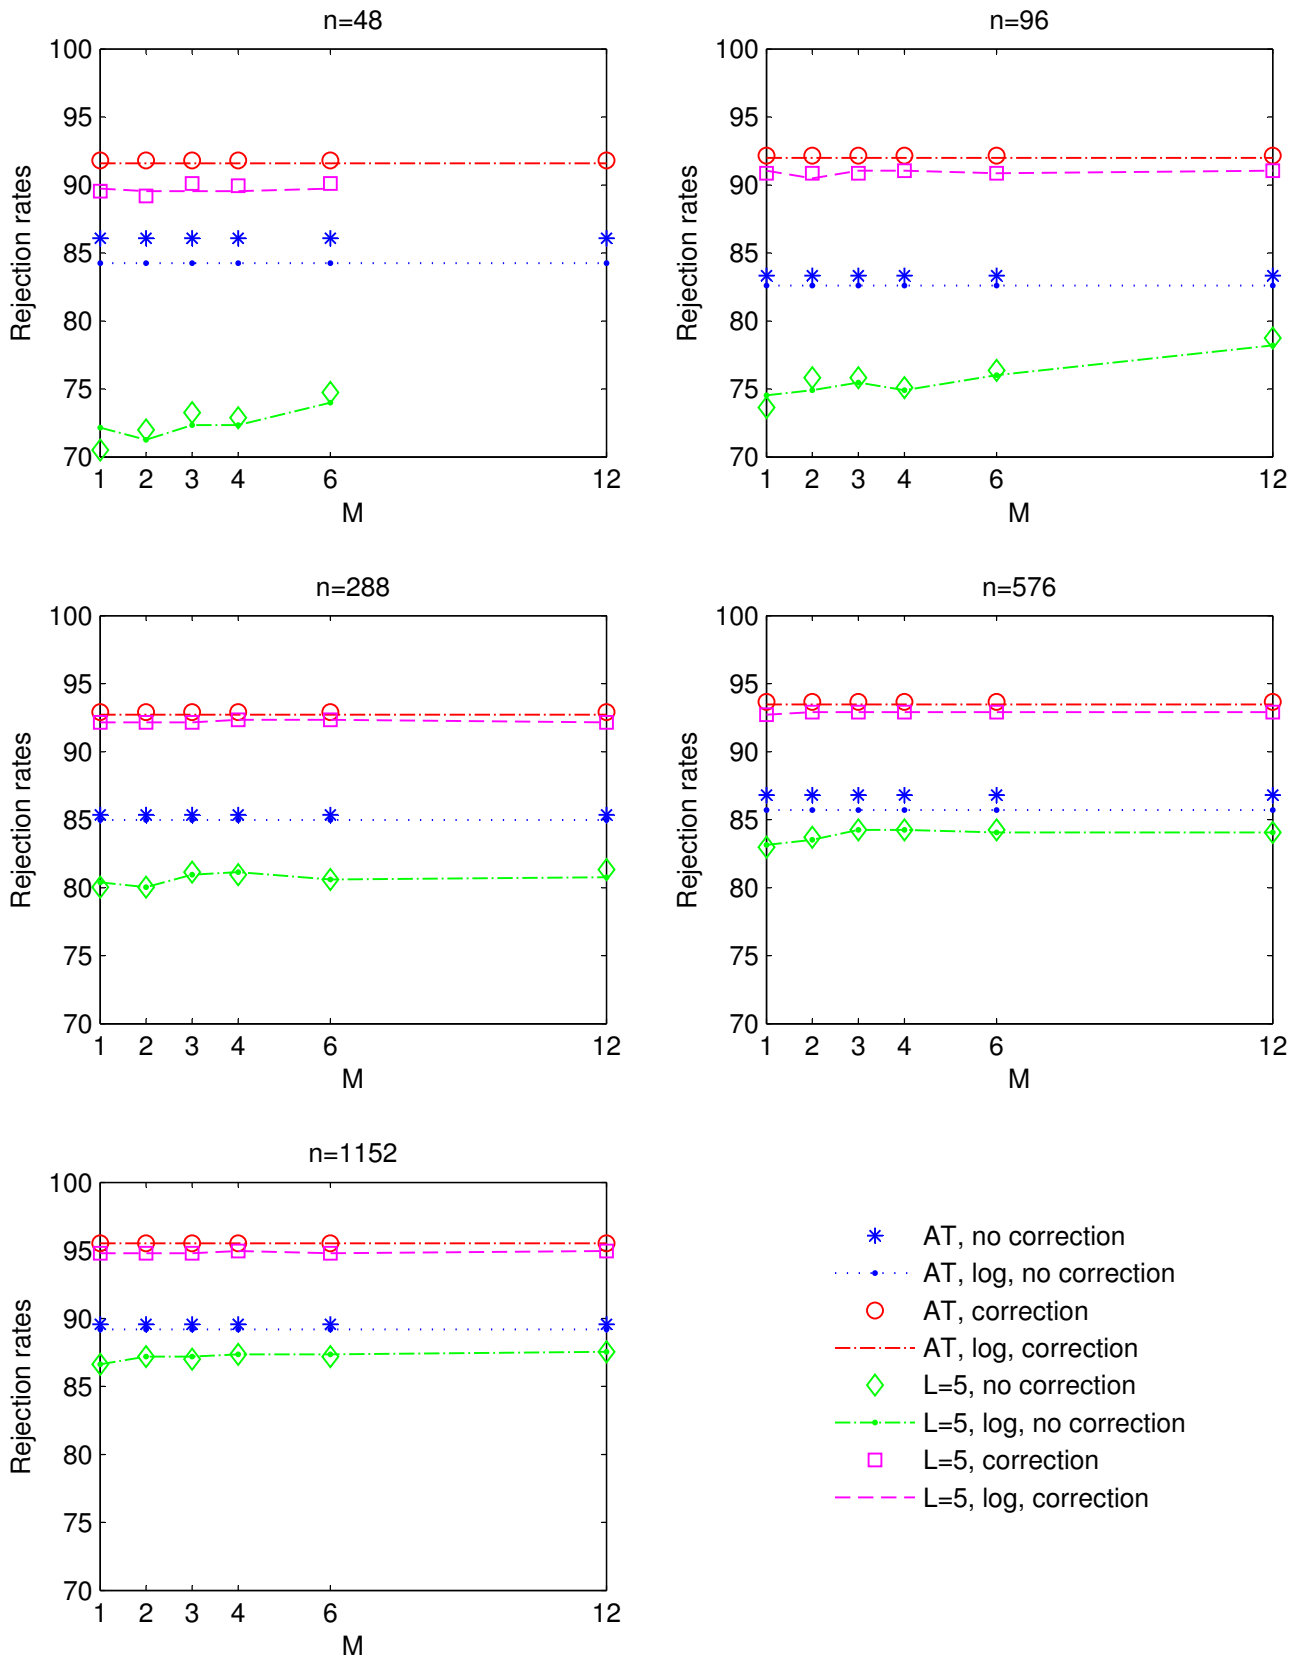 n=48
100
95
90
85
80
75
70
Rejection rates
1 2 3 4 6 12
M
n=96
100
95
90
85
80
75
70
Rejection rates
1 2 3 4 6 12
M
n=288
100
95
90
85
80
75
70
Rejection rates
1 2 3 4 6 12
M
n=576
100
95
90
85
80
75
70
Rejection rates
1 2 3 4 6 12
M
n=1152
100
95
90
85
80
75
70
Rejection rates
1 2 3 4 6 12
M
AT, no correction
AT, log, no correction
AT, correction
AT, log, correction
L=5, no correction
L=5, log, no correction
L=5, correction
L=5, log, correction